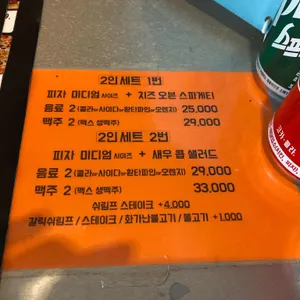 2인세트 1번
피자 미디엄 사이즈 + 치즈 오븐 스파게티
음료 2 (콜라or사이다or환타파인or오렌지) 25,000
맥주 2 (맥스 생맥주) 29,000
2인세트 2번
피자 미디엄 사이즈 + 새우 콥 샐러드
음료 2 (콜라or사이다or환타파인or오렌지) 29,000
맥주 2 (맥스 생맥주) 33,000
쉬림프 스테이크 +4,000
갈릭쉬림프 / 스테이크 / 화가난불고기 / 불고기 +1,000